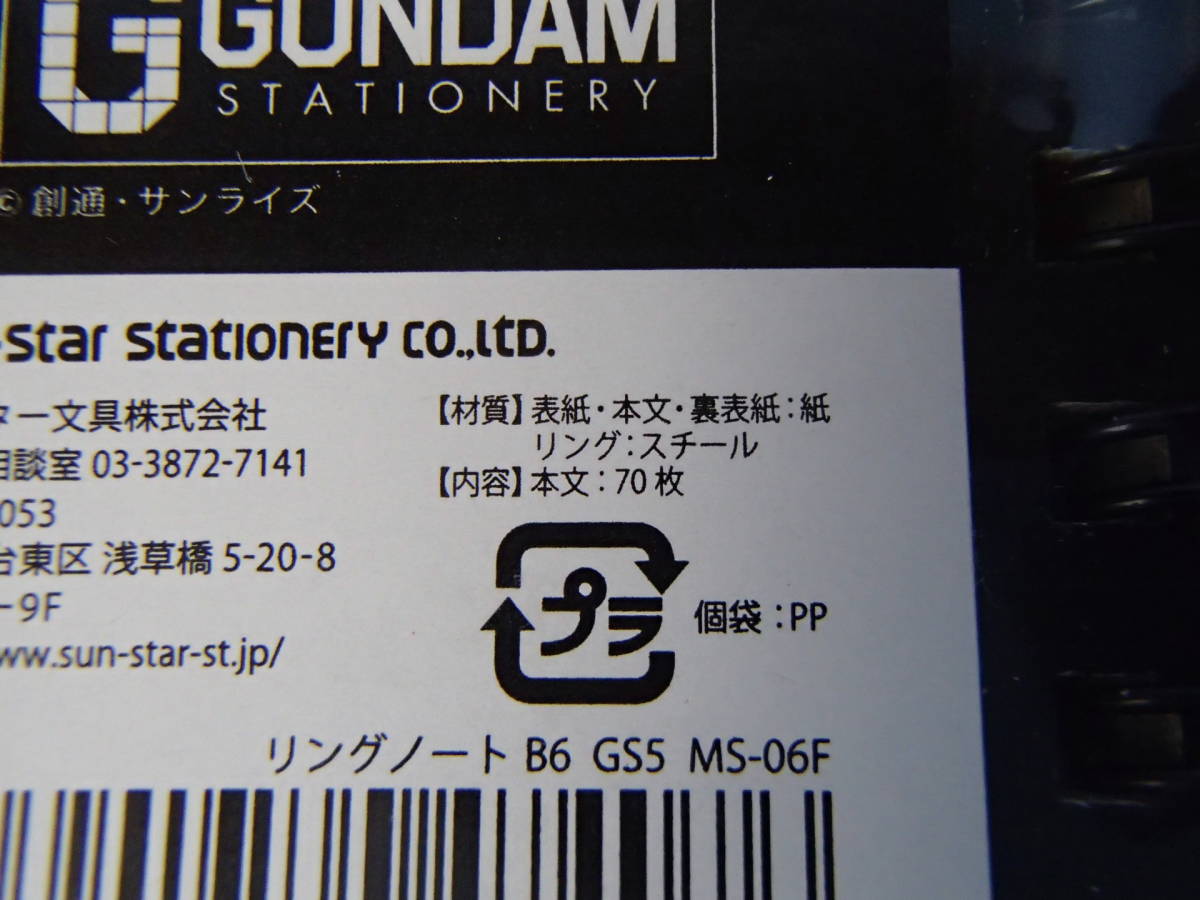 G GUNDAM
STATIONERY
© 創通・サンライズ
-Star Stationery CO.,LTD.
ター文具株式会社
相談室 03-3872-7141
053
台東区 浅草橋 5-20-8
-9F
www.sun-star-st.jp/
【材質】表紙・本文・裏表紙:紙
リング:スチール
【内容】本文:70 枚
プラ
個袋:PP
リングノート B6 GS5 MS-06F